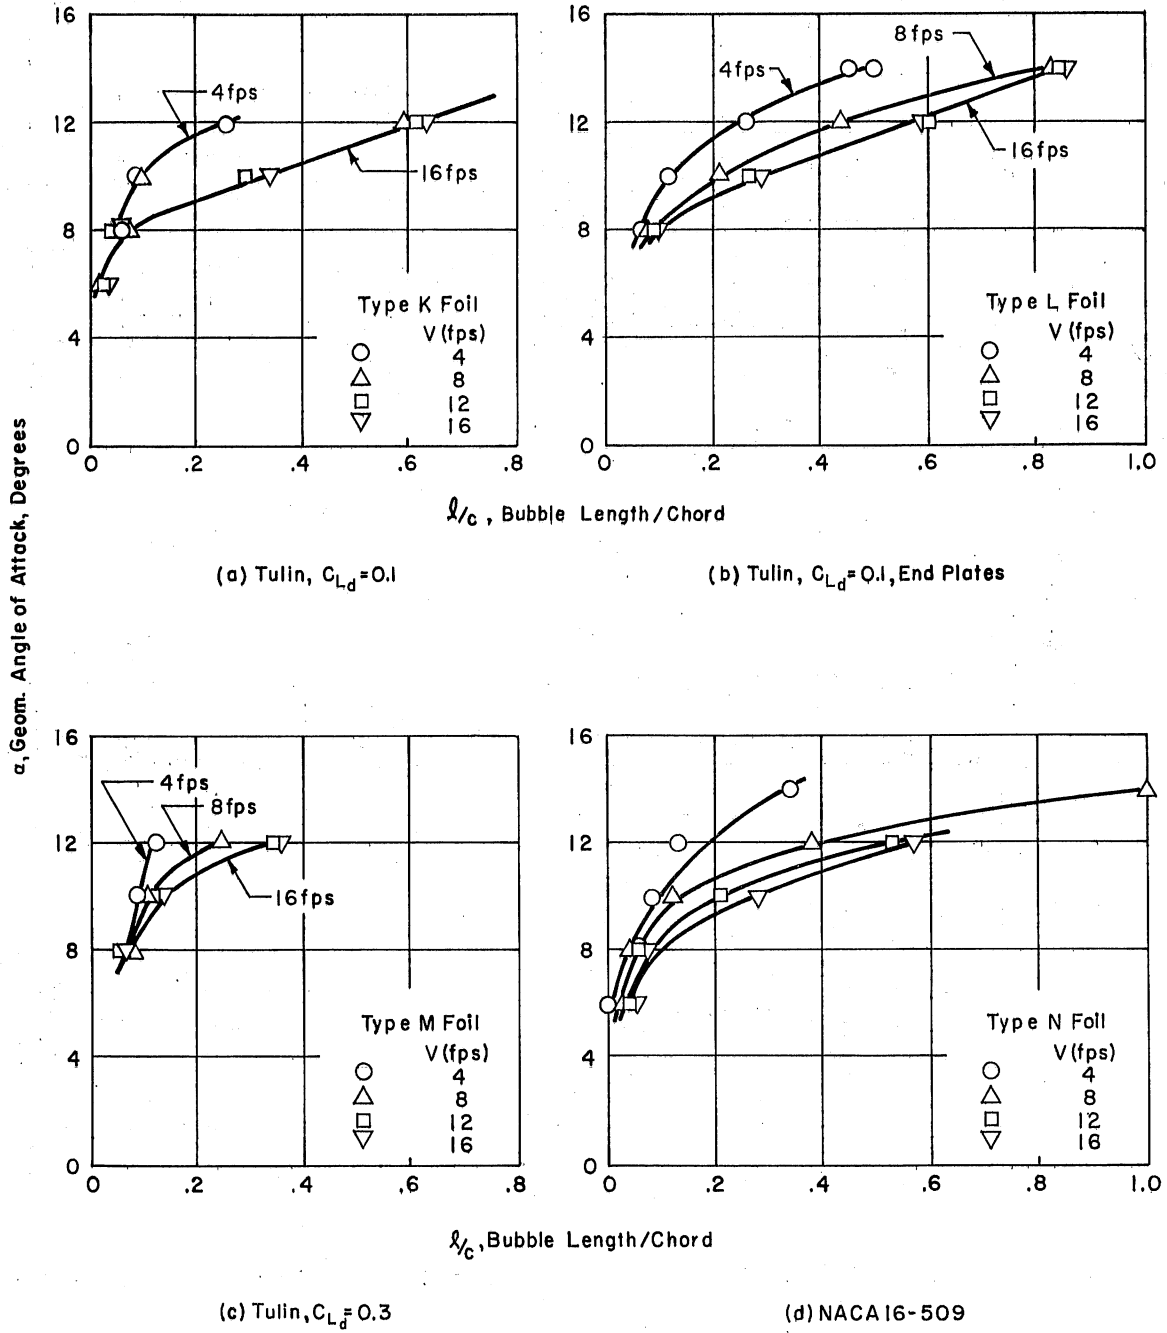 α, Geom. Angle of Attack, Degrees
16
12
8
4
0
0 .2 .4 .6 .8
4fps
16fps
Type K Foil
V (fps)
4
8
12
16
16
12
8
4
0
0 .2 .4 .6 .8 1.0
4fps
8fps
16fps
Type L Foil
V (fps)
4
8
12
16
ℓ/c, Bubble Length/Chord
(a) Tulin, C_Ld=0.1
(b) Tulin, C_Ld=0.1, End Plates
16
12
8
4
0
0 .2 .4 .6 .8
4fps
8fps
16fps
Type M Foil
V (fps)
4
8
12
16
16
12
8
4
0
0 .2 .4 .6 .8 1.0
Type N Foil
V (fps)
4
8
12
16
ℓ/c, Bubble Length/Chord
(c) Tulin, C_Ld=0.3
(d) NACA 16-509